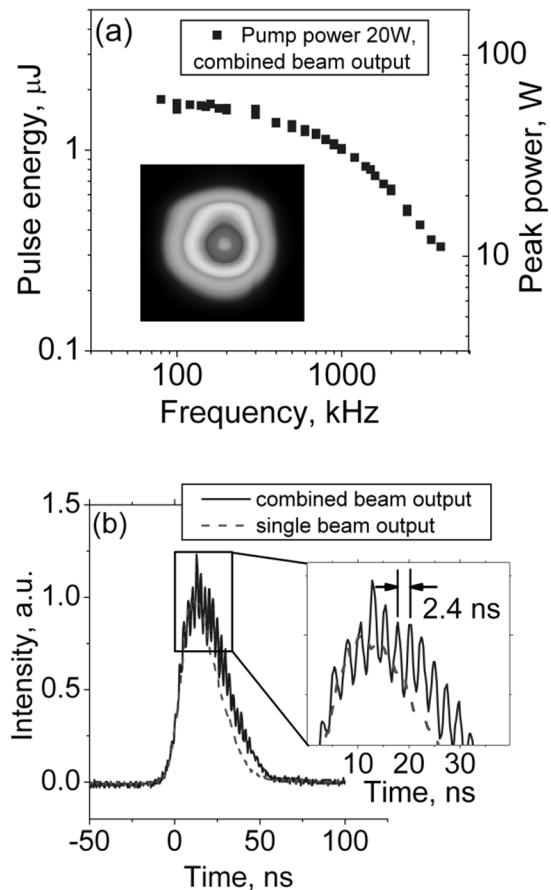 (a)
Pump power 20W,
combined beam output
Pulse energy, μJ
1
0.1
100
10
Peak power, W
100
1000
Frequency, kHz
(b)
combined beam output
single beam output
Intensity, a.u.
1.5
1.0
0.5
0.0
2.4 ns
10 20 30
Time, ns
-50 0 50 100
Time, ns